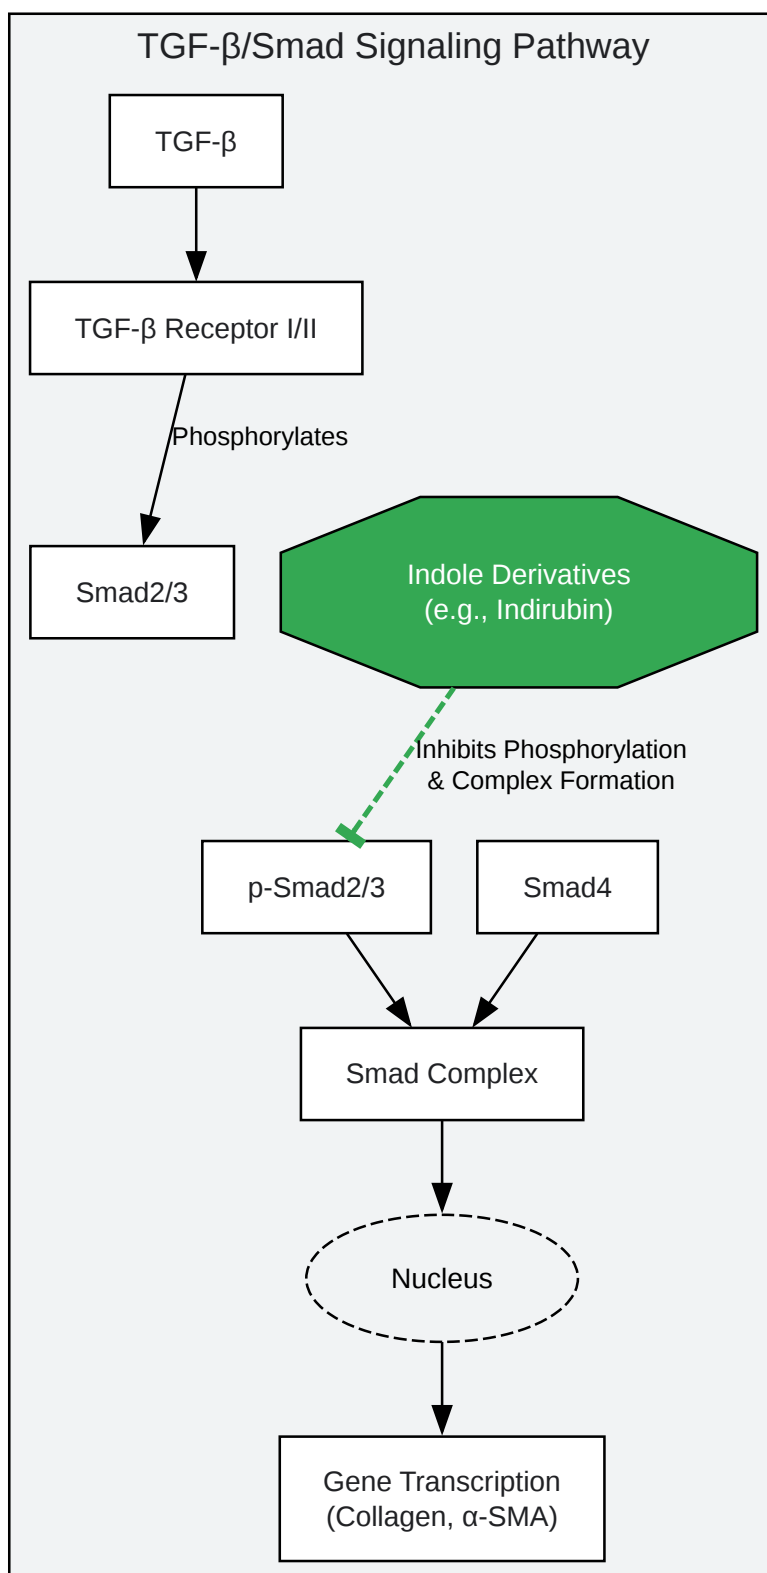 TGF-β/Smad Signaling Pathway
TGF-β
TGF-β Receptor I/II
Phosphorylates
Smad2/3
Indole Derivatives
(e.g., Indirubin)
Inhibits Phosphorylation
& Complex Formation
p-Smad2/3
Smad4
Smad Complex
Nucleus
Gene Transcription
(Collagen, α-SMA)